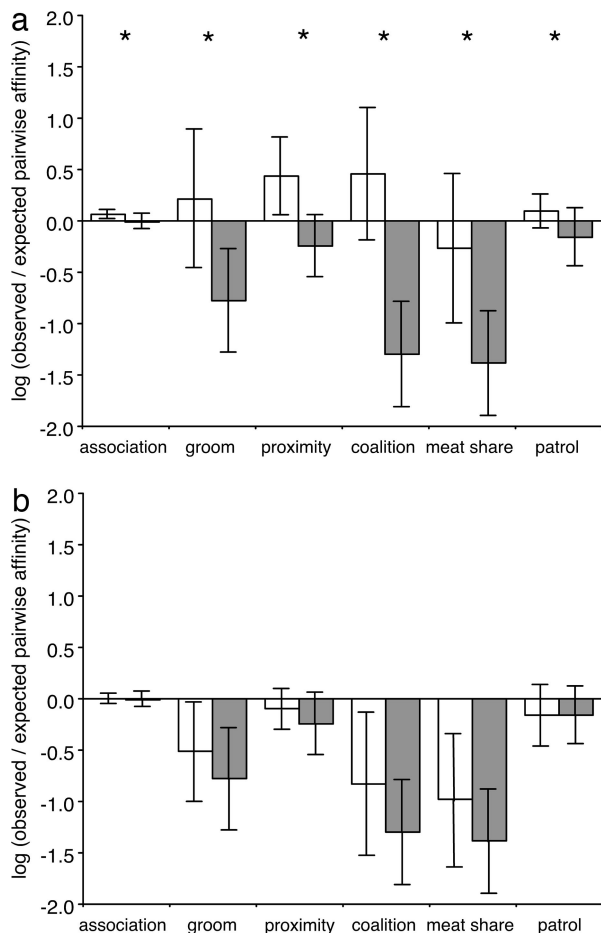 a
log (observed / expected pairwise affinity)
2.0
* * * * * *
1.5
1.0
0.5
0.0
-0.5
-1.0
-1.5
-2.0
association groom proximity coalition meat share patrol
b
log (observed / expected pairwise affinity)
2.0
1.5
1.0
0.5
0.0
-0.5
-1.0
-1.5
-2.0
association groom proximity coalition meat share patrol